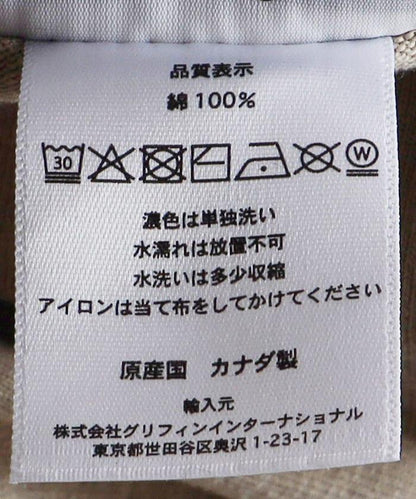 品質表示
綿100%
30 W
濃色は単独洗い
水濡れは放置不可
水洗いは多少収縮
アイロンは当て布をしてかけてください
原産国 カナダ製
輸入元
株式会社グリフィンインターナショナル
東京都世田谷区奥沢1-23-17